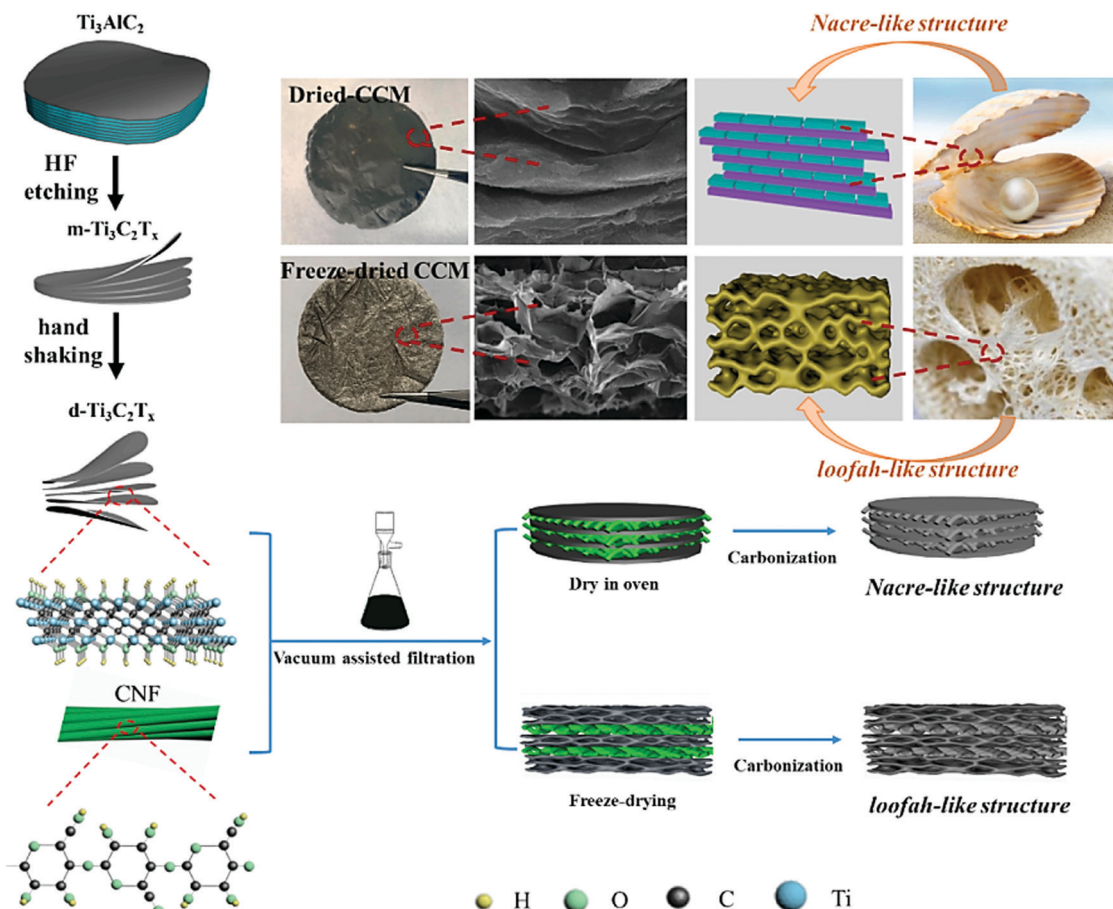 Ti₃AlC₂
HF
etching
m-Ti₃C₂Tₓ
hand
shaking
d-Ti₃C₂Tₓ
CNF
Nacre-like structure
Dried-CCM
Freeze-dried CCM
loofah-like structure
Vacuum assisted filtration
Dry in oven
Carbonization
Nacre-like structure
Freeze-drying
Carbonization
loofah-like structure
H O C Ti